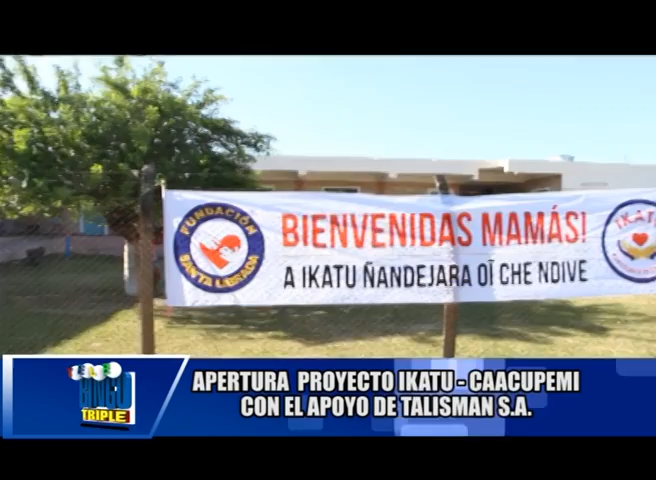 FUNDACIÓN
SANTA LIBRADA
BIENVENIDAS MAMÁS!
A IKATU ÑANDEJARA OĨ CHE NDIVE
IKATU
BINGO
TRIPLE
APERTURA PROYECTO IKATU - CAACUPEMI
CON EL APOYO DE TALISMAN S.A.